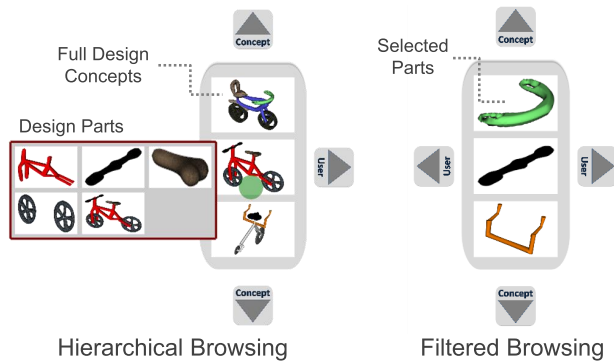 Concept
Full Design
Concepts
Design Parts
User
Concept
Hierarchical Browsing
Concept
Selected
Parts
User
User
Concept
Filtered Browsing